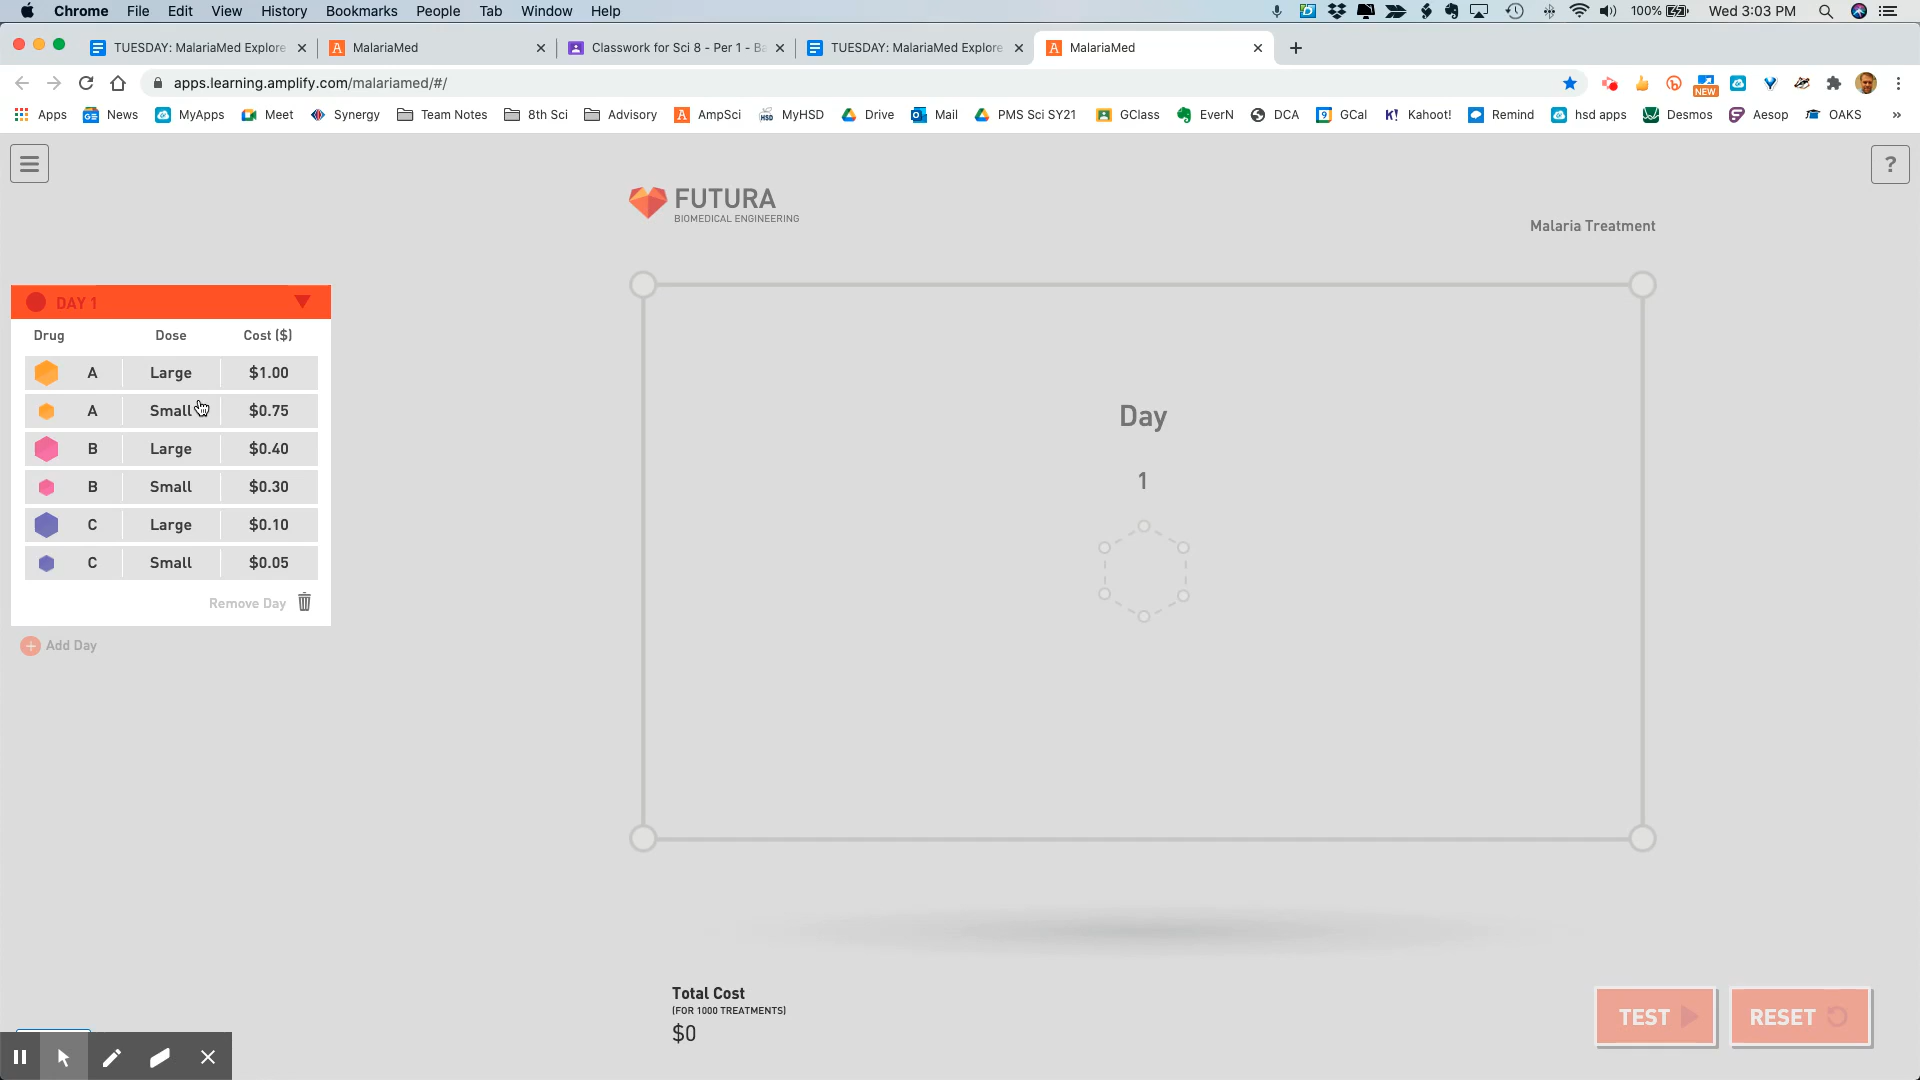 Chrome File Edit View History Bookmarks People Tab Window Help 100% Wed 3:03 PM
TUESDAY: MalariaMed Explore MalariaMed Classwork for Sci 8 - Per 1 - Ba TUESDAY: MalariaMed Explore MalariaMed
apps.learning.amplify.com/malariamed/#/ NEW
Apps News MyApps Meet Synergy Team Notes 8th Sci Advisory AmpSci MyHSD Drive Mail PMS Sci SY21 GClass EverN DCA GCal Kahoot! Remind hsd apps Desmos Aesop OAKS »
?
FUTURA
BIOMEDICAL ENGINEERING
Malaria Treatment
DAY 1
Drug Dose Cost ($)
A Large $1.00
A Small $0.75
B Large $0.40
B Small $0.30
C Large $0.10
C Small $0.05
Remove Day
+ Add Day
Day
1
Total Cost
(FOR 1000 TREATMENTS)
$0
TEST RESET